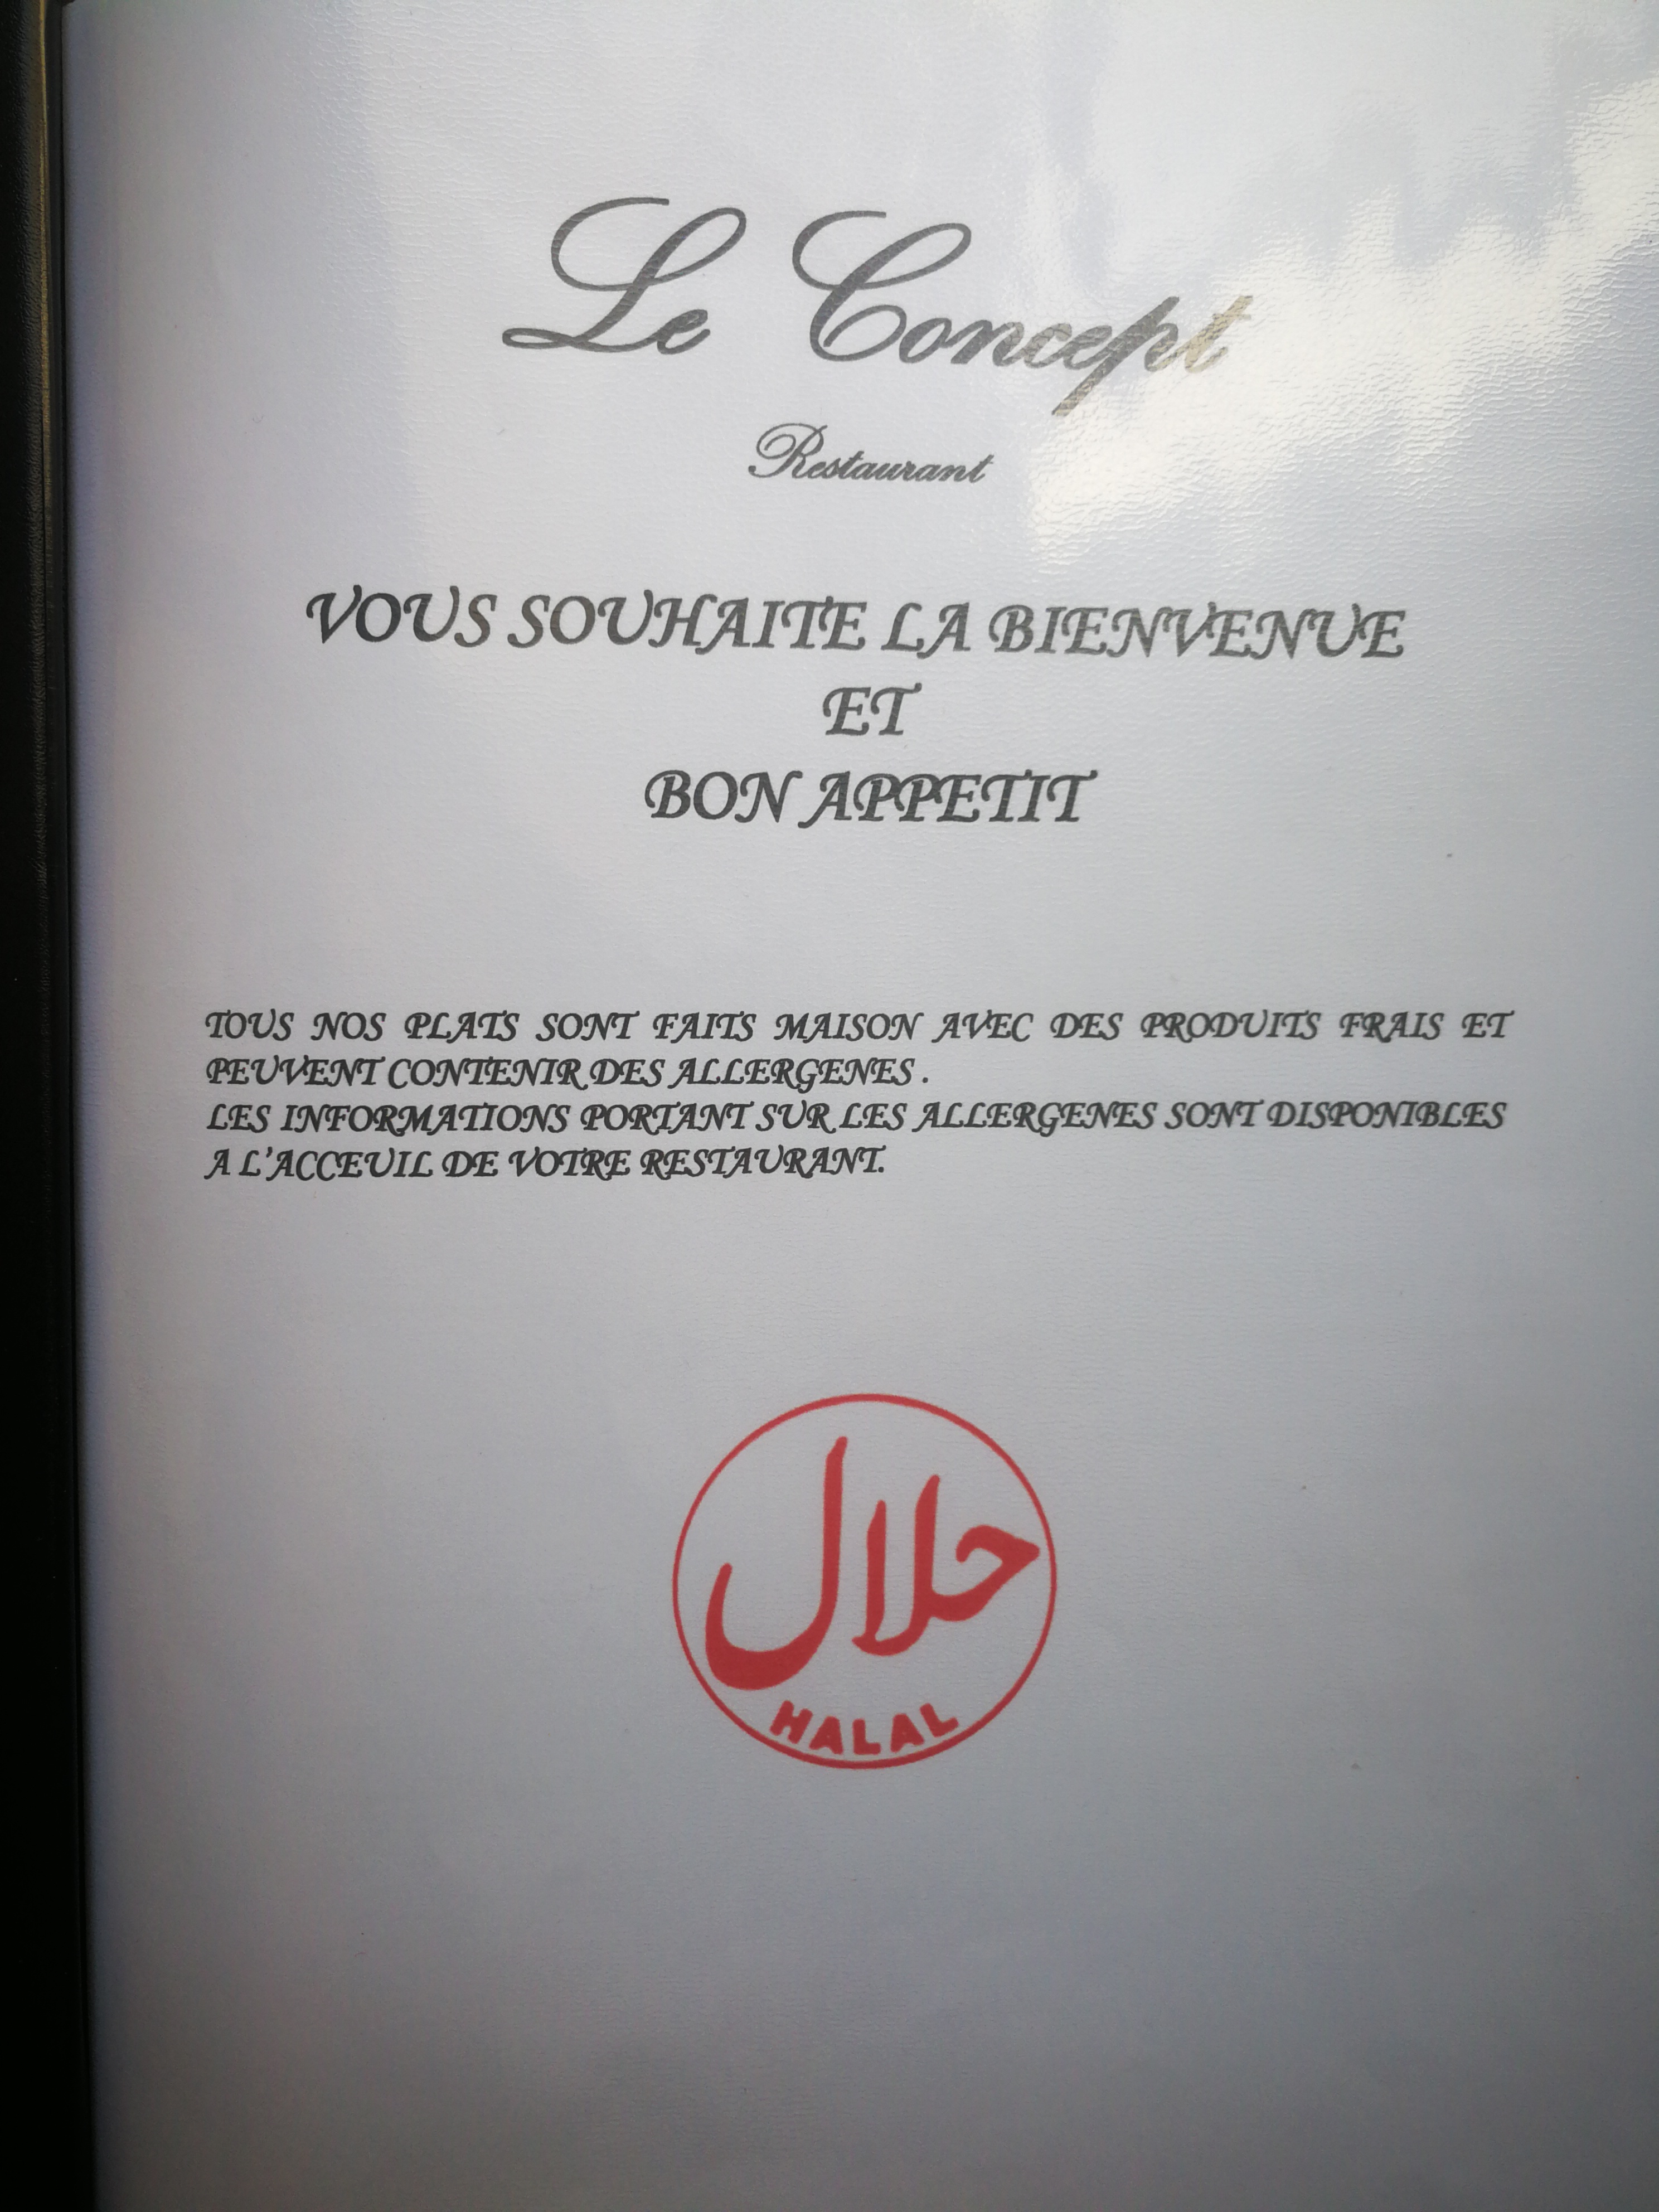 Le Concept
Restaurant
VOUS SOUHAITE LA BIENVENUE
ET
BON APPETIT
TOUS NOS PLATS SONT FAITS MAISON AVEC DES PRODUITS FRAIS ET
PEUVENT CONTENIR DES ALLERGENES .
LES INFORMATIONS PORTANT SUR LES ALLERGENES SONT DISPONIBLES
A L'ACCEUIL DE VOTRE RESTAURANT.
حلال
HALAL